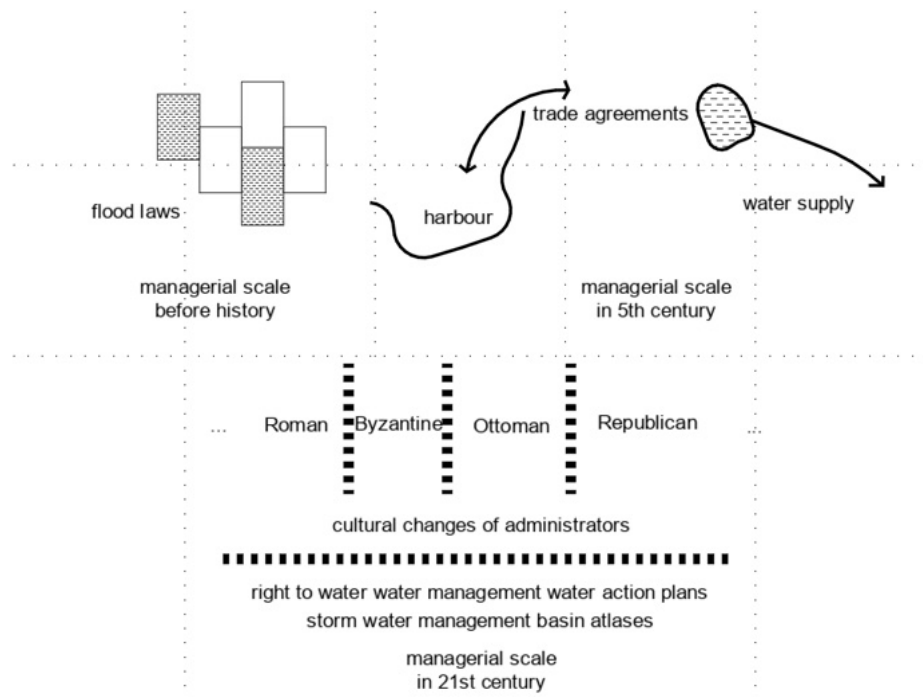 trade agreements
flood laws
harbour
water supply
managerial scale
before history
managerial scale
in 5th century
... Roman Byzantine Ottoman Republican ...
cultural changes of administrators
right to water water management water action plans
storm water management basin atlases
managerial scale
in 21st century